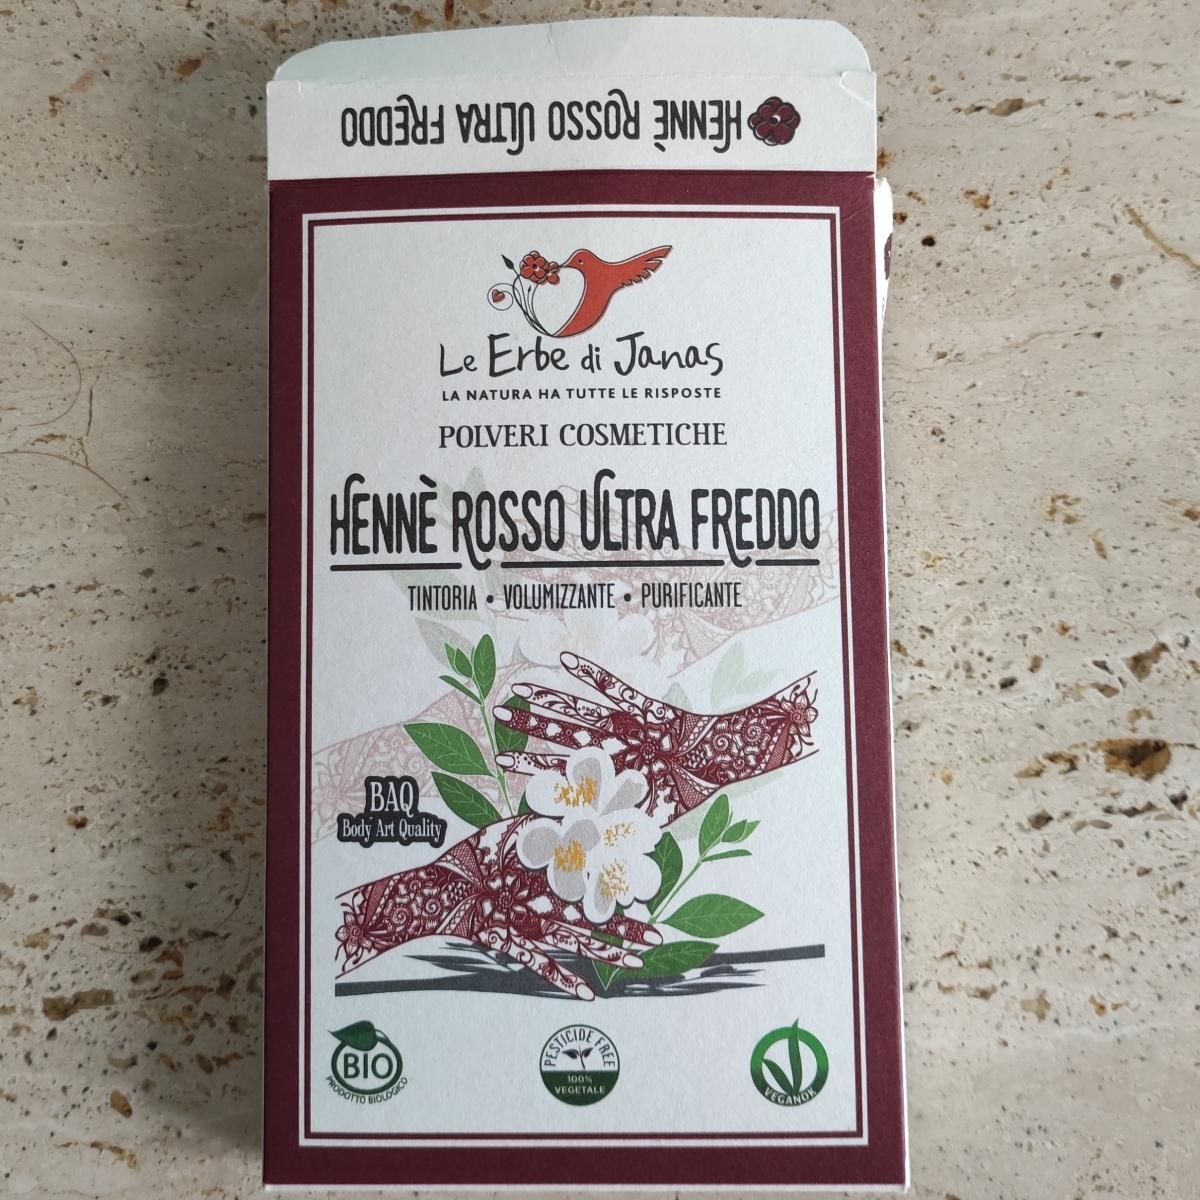 HENNÈ ROSSO ULTRA FREDDO
Le Erbe di Janas
LA NATURA HA TUTTE LE RISPOSTE
POLVERI COSMETICHE
HENNÈ ROSSO ULTRA FREDDO
TINTORIA • VOLUMIZZANTE • PURIFICANTE
BAQ
Body Art Quality
BIO
PRODOTTO BIOLOGICO
PESTICIDE FREE
100%
VEGETALE
VEGANOK